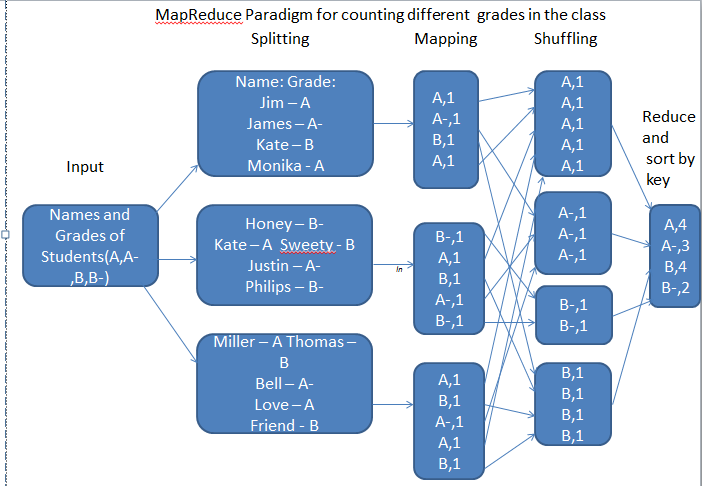 MapReduce Paradigm for counting different grades in the class
Splitting
Mapping
Shuffling
Input
Names and
Grades of
Students(A,A-
,B,B-)
Name: Grade:
Jim – A
James – A-
Kate – B
Monika - A
Honey – B-
Kate – A Sweety - B
Justin – A-
Philips – B-
Miller – A Thomas –
B
Bell – A-
Love – A
Friend - B
A,1
A-,1
B,1
A,1
In
B-,1
A,1
B,1
A-,1
B-,1
A,1
B,1
A-,1
A,1
B,1
A,1
A,1
A,1
A,1
A,1
A-,1
A-,1
A-,1
B-,1
B-,1
B,1
B,1
B,1
B,1
Reduce
and
sort by
key
A,4
A-,3
B,4
B-,2